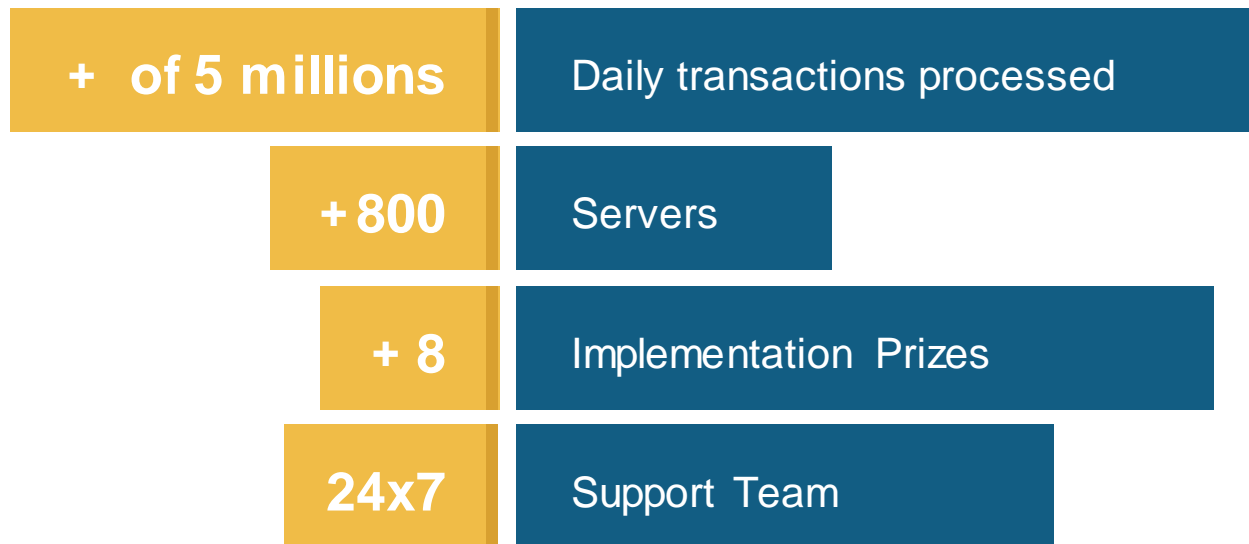 + of 5 millions Daily transactions processed
+ 800 Servers
+ 8 Implementation Prizes
24x7 Support Team